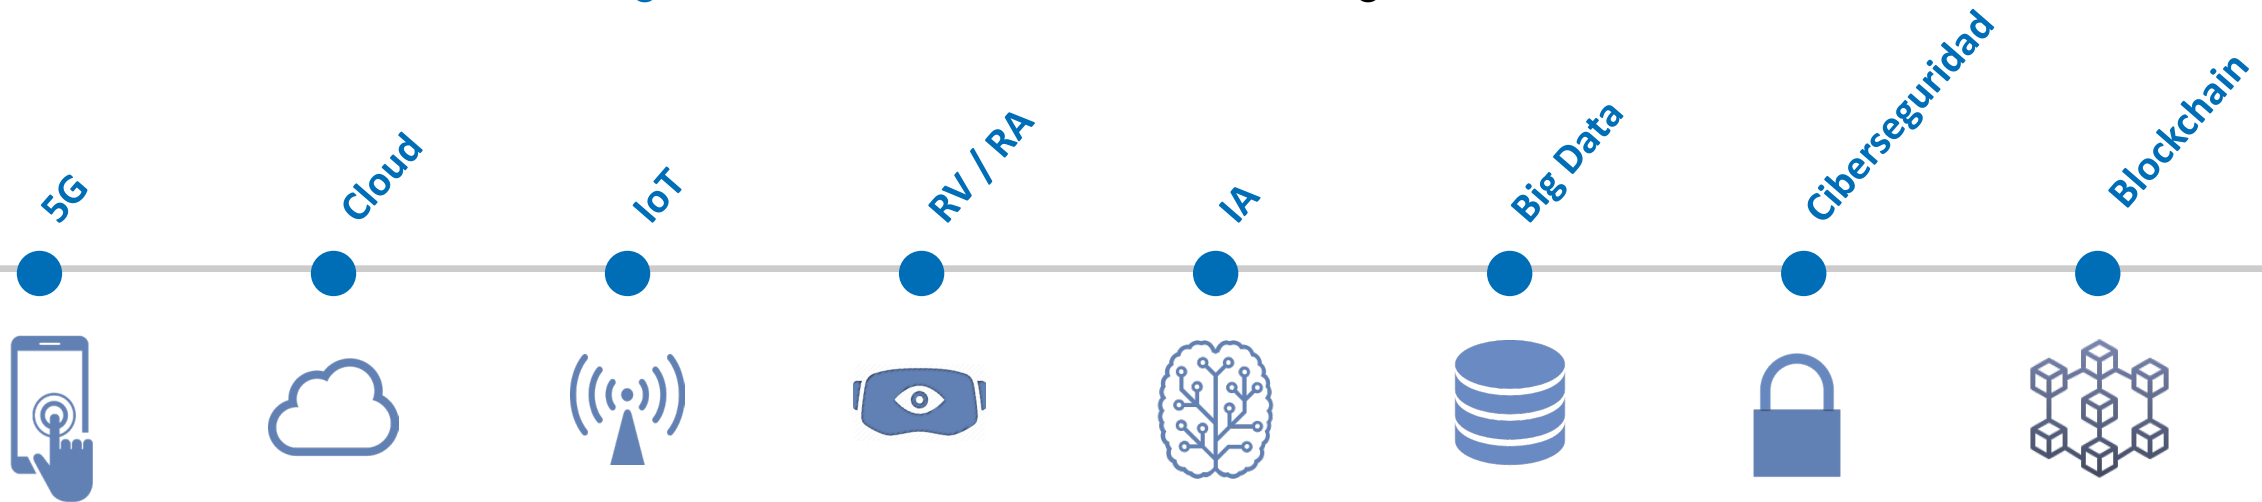 5G
Cloud
IoT
RV // RA
IA
Big Data
Ciberseguridad
Blockchain